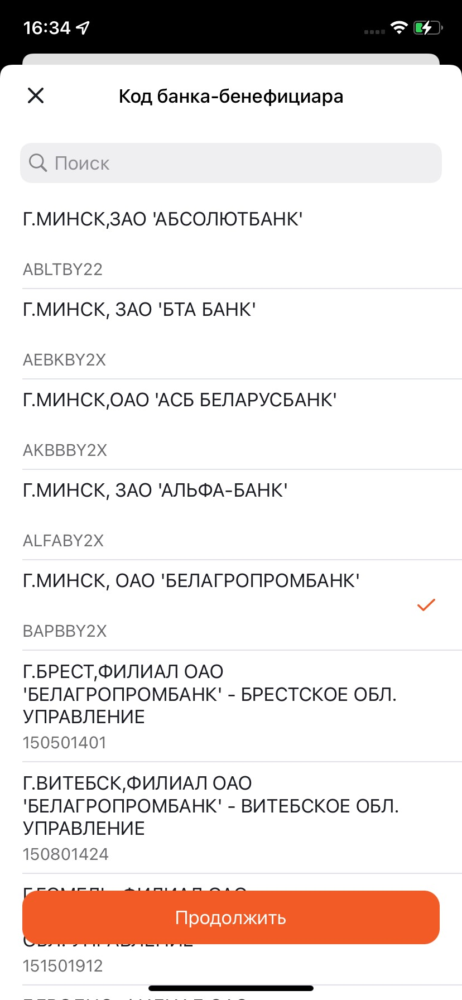 16:34
Код банка-бенефициара
Поиск
Г.МИНСК,ЗАО 'АБСОЛЮТБАНК'
ABLTBY22
Г.МИНСК, ЗАО 'БТА БАНК'
AEBKBY2X
Г.МИНСК,ОАО 'АСБ БЕЛАРУСБАНК'
AKBBBY2X
Г.МИНСК, ЗАО 'АЛЬФА-БАНК'
ALFABY2X
Г.МИНСК, ОАО 'БЕЛАГРОПРОМБАНК'
BAPBBY2X
Г.БРЕСТ,ФИЛИАЛ ОАО
'БЕЛАГРОПРОМБАНК' - БРЕСТСКОЕ ОБЛ.
УПРАВЛЕНИЕ
150501401
Г.ВИТЕБСК,ФИЛИАЛ ОАО
'БЕЛАГРОПРОМБАНК' - ВИТЕБСКОЕ ОБЛ.
УПРАВЛЕНИЕ
150801424
Продолжить
ОБЛ. УПРАВЛЕНИЕ
151501912